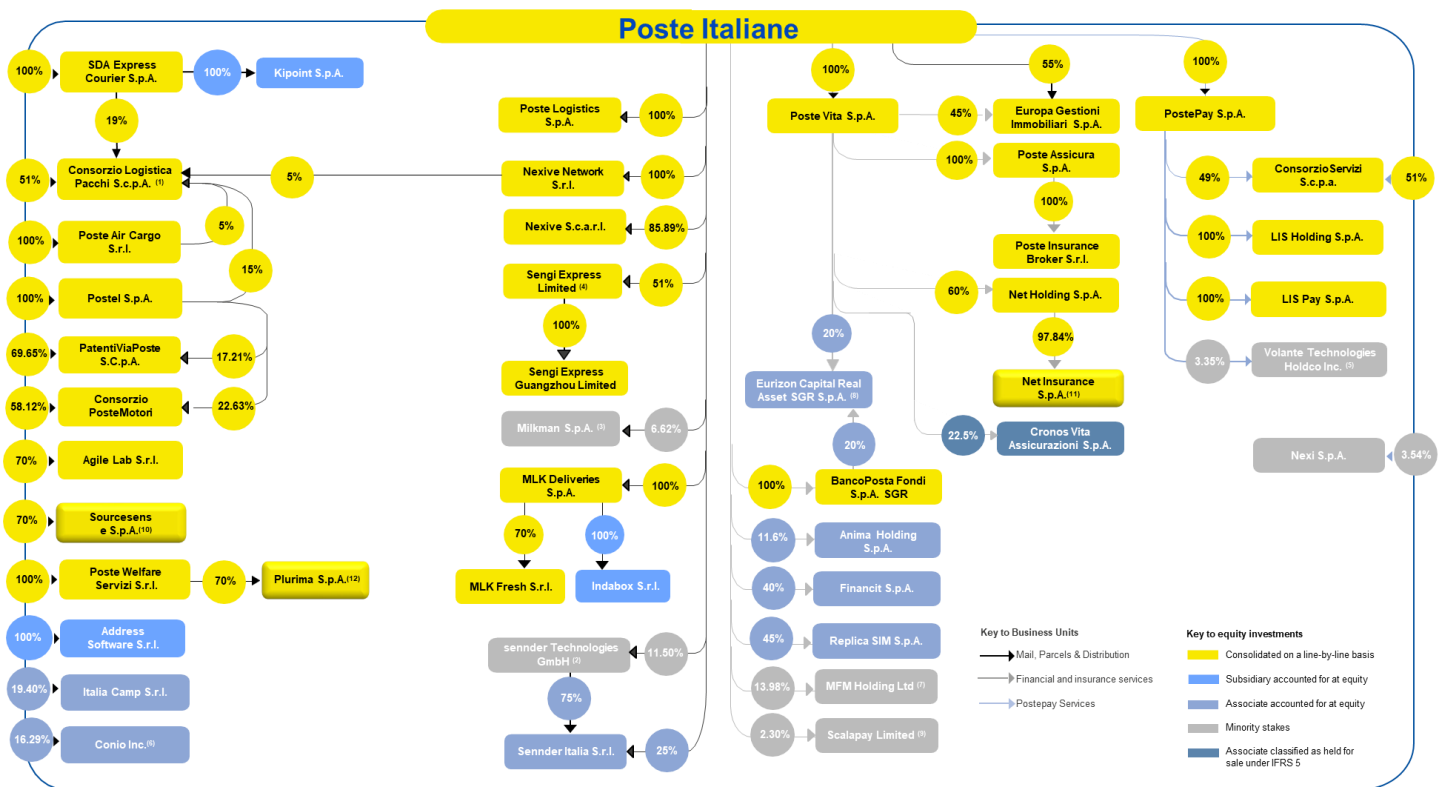 Poste Italiane
100%
SDA Express
Courier S.p.A.
100%
Kipoint S.p.A.
19%
51%
Consorzio Logistica
Pacchi S.c.p.A. (1)
5%
5%
100%
Poste Air Cargo
S.r.l.
15%
100%
Postel S.p.A.
69.65%
PatentiViaPoste
S.C.p.A.
17.21%
58.12%
Consorzio
PosteMotori
22.63%
70%
Agile Lab S.r.l.
70%
Sourcesens
e S.p.A.(10)
100%
Poste Welfare
Servizi S.r.l.
70%
Plurima S.p.A.(12)
100%
Address
Software S.r.l.
19.40%
Italia Camp S.r.l.
16.29%
Conio Inc.(6)
Poste Logistics
S.p.A.
100%
Nexive Network
S.r.l.
100%
Nexive S.c.a.r.l.
85.89%
Sengi Express
Limited (4)
51%
100%
Sengi Express
Guangzhou Limited
Milkman S.p.A. (3)
6.62%
MLK Deliveries
S.p.A.
100%
70%
100%
MLK Fresh S.r.l.
Indabox S.r.l.
sennder Technologies
GmbH (2)
11.50%
75%
Sennder Italia S.r.l.
25%
100%
Poste Vita S.p.A.
45%
55%
Europa Gestioni
Immobiliari S.p.A.
100%
Poste Assicura
S.p.A.
100%
Poste Insurance
Broker S.r.l.
60%
Net Holding S.p.A.
97.84%
Net Insurance
S.p.A.(11)
20%
Eurizon Capital Real
Asset SGR S.p.A. (8)
20%
22.5%
Cronos Vita
Assicurazioni S.p.A.
100%
BancoPosta Fondi
S.p.A. SGR
11.6%
Anima Holding
S.p.A.
40%
Financit S.p.A.
45%
Replica SIM S.p.A.
13.98%
MFM Holding Ltd (7)
2.30%
Scalapay Limited (9)
100%
PostePay S.p.A.
49%
Consorzio Servizi
S.c.p.a.
51%
100%
LIS Holding S.p.A.
100%
LIS Pay S.p.A.
3.35%
Volante Technologies
Holdco Inc. (5)
Nexi S.p.A.
3.54%
Key to Business Units
Mail, Parcels & Distribution
Financial and insurance services
Postepay Services
Key to equity investments
Consolidated on a line-by-line basis
Subsidiary accounted for at equity
Associate accounted for at equity
Minority stakes
Associate classified as held for
sale under IFRS 5